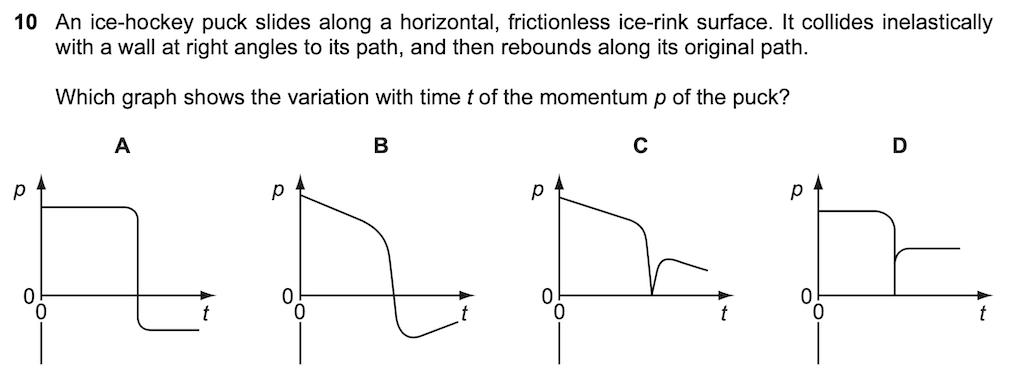 10 An ice-hockey puck slides along a horizontal, frictionless ice-rink surface. It collides inelastically
with a wall at right angles to its path, and then rebounds along its original path.
Which graph shows the variation with time t of the momentum p of the puck?
A B C D
p p p p
0 0 0 0
0 t 0 t 0 t 0 t